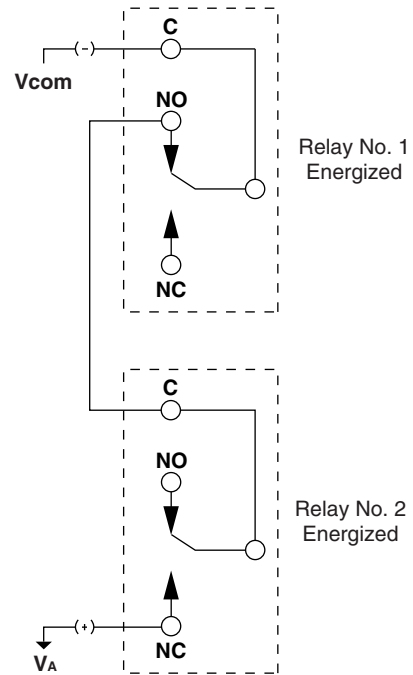 C
(-)
Vcom
NO
Relay No. 1
Energized
NC
C
NO
Relay No. 2
Energized
(+)
NC
VA